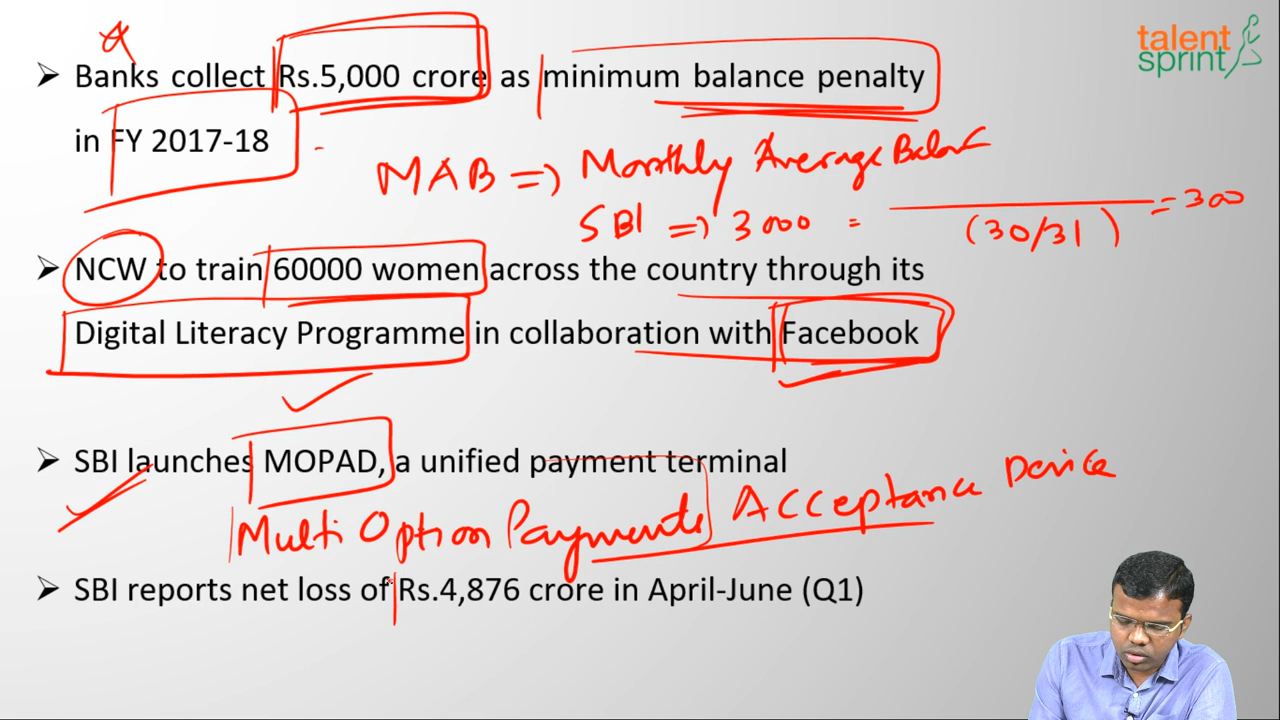 talent
sprint
➤ Banks collect Rs.5,000 crore as minimum balance penalty
in FY 2017-18
MAB => Monthly Average Balance
SBI => 3000 = (30/31) = 300
➤ NCW to train 60000 women across the country through its
Digital Literacy Programme in collaboration with Facebook
➤ SBI launches MOPAD, a unified payment terminal
Multi Option Payments Acceptance Device
➤ SBI reports net loss of Rs.4,876 crore in April-June (Q1)